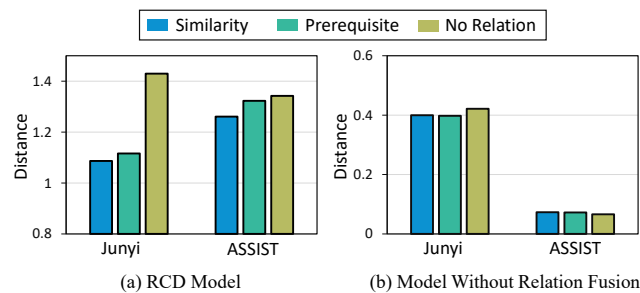 Similarity Prerequisite No Relation
Distance
1.4
1.2
1
0.8
Junyi ASSIST
(a) RCD Model
Distance
0.6
0.4
0.2
0
Junyi ASSIST
(b) Model Without Relation Fusion